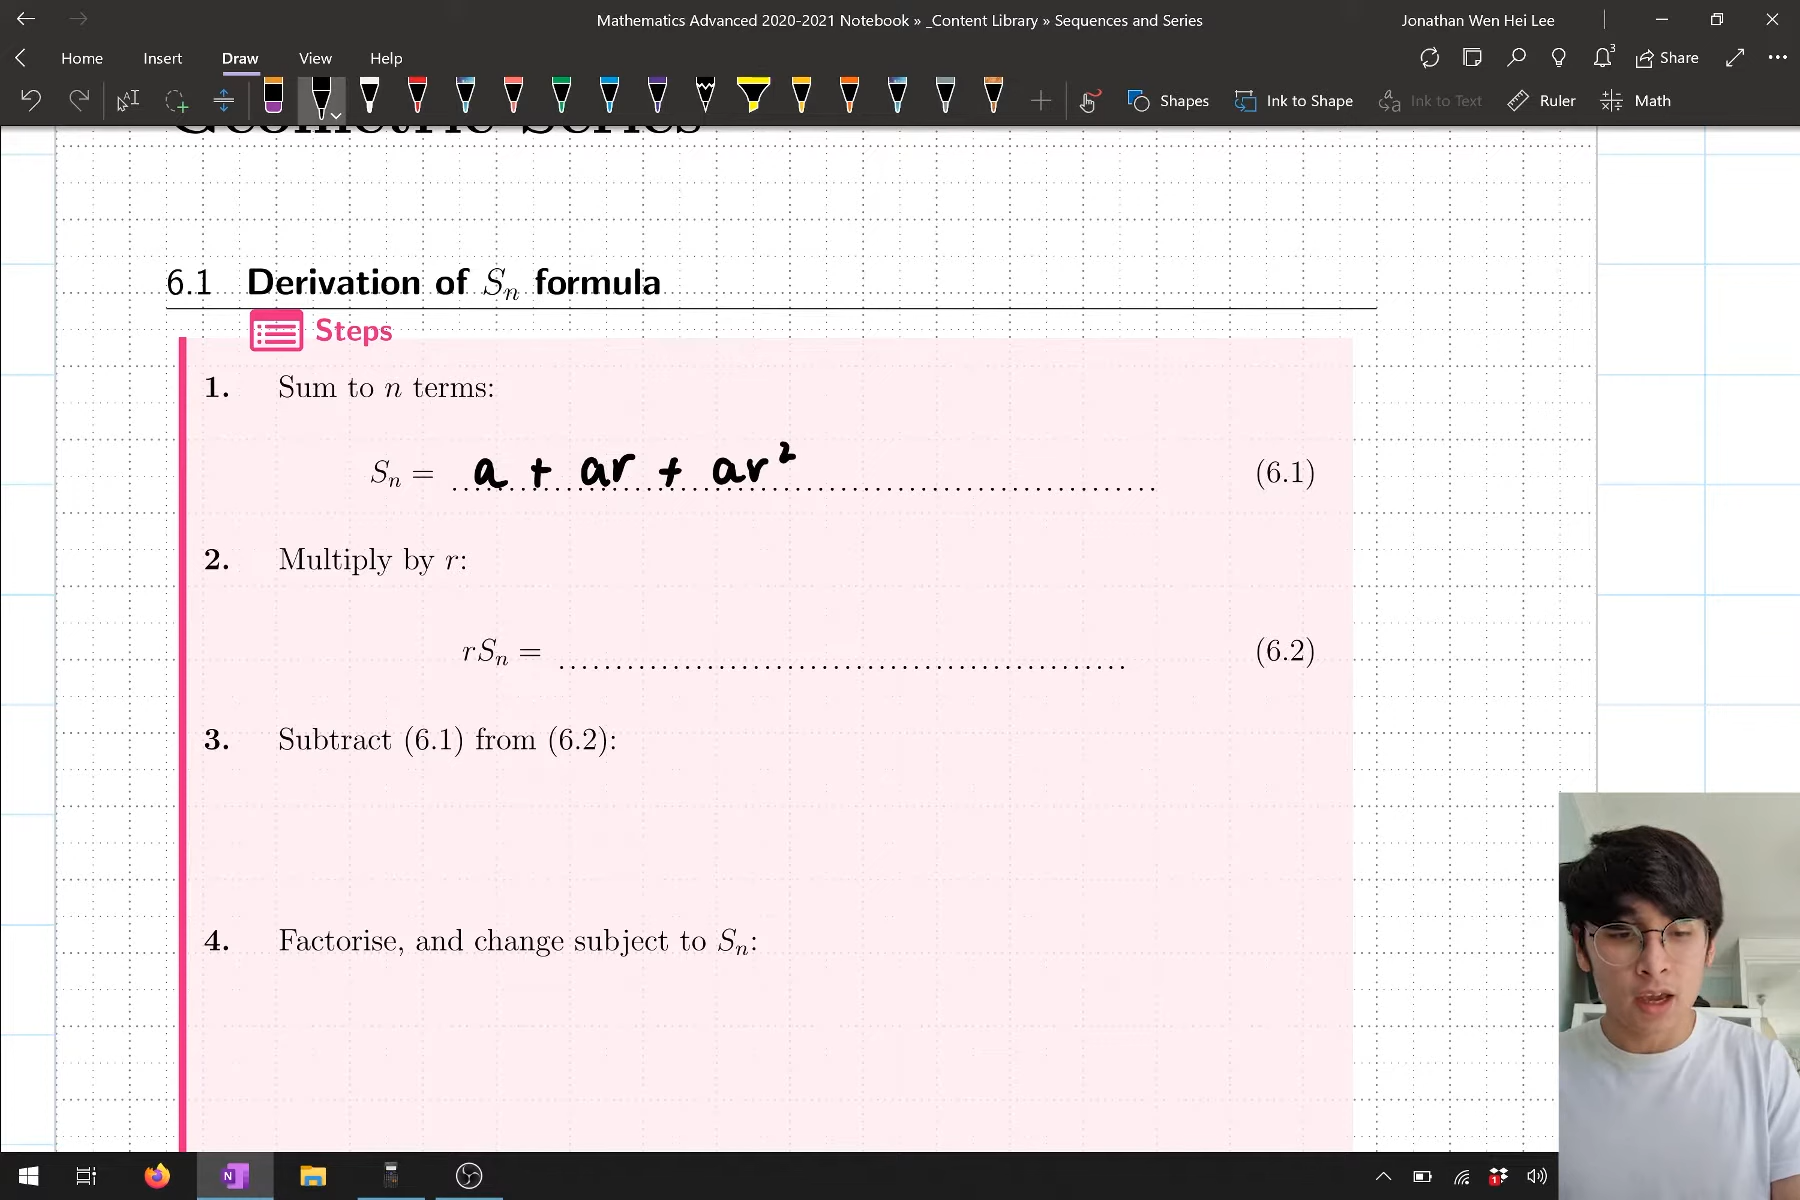 Mathematics Advanced 2020-2021 Notebook » _Content Library » Sequences and Series
Jonathan Wen Hei Lee
Home Insert Draw View Help
3
Share
Shapes
Ink to Shape
Ink to Text
Ruler
Math
Geometric Series
6.1 Derivation of Sₙ formula
Steps
1. Sum to n terms:
Sₙ = a + ar + ar² (6.1)
2. Multiply by r:
rSₙ = (6.2)
3. Subtract (6.1) from (6.2):
4. Factorise, and change subject to Sₙ: